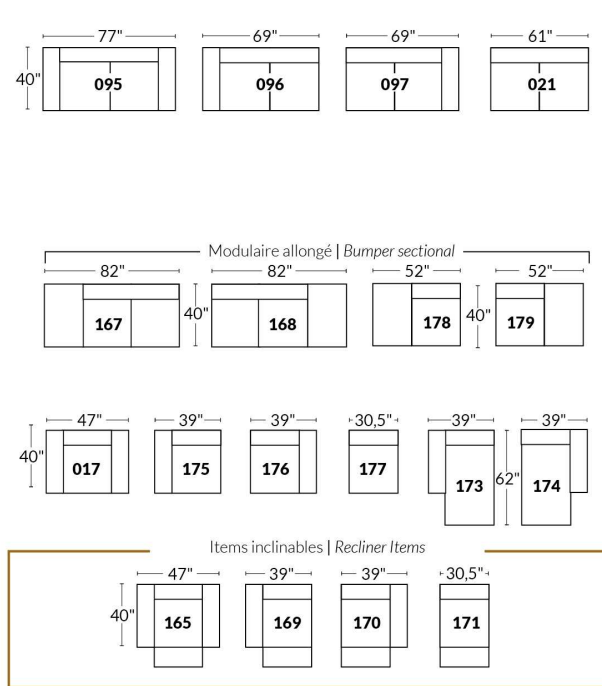 77" 69" 69" 61"
40" 095 096 097 021
Modulaire allongé | Bumper sectional
82" 82" 52" 52"
167 40" 168 178 40" 179
47" 39" 39" 30,5" 39" 39"
40" 017 175 176 177 173 62" 174
Items inclinables | Recliner Items
47" 39" 39" 30,5"
40" 165 169 170 171